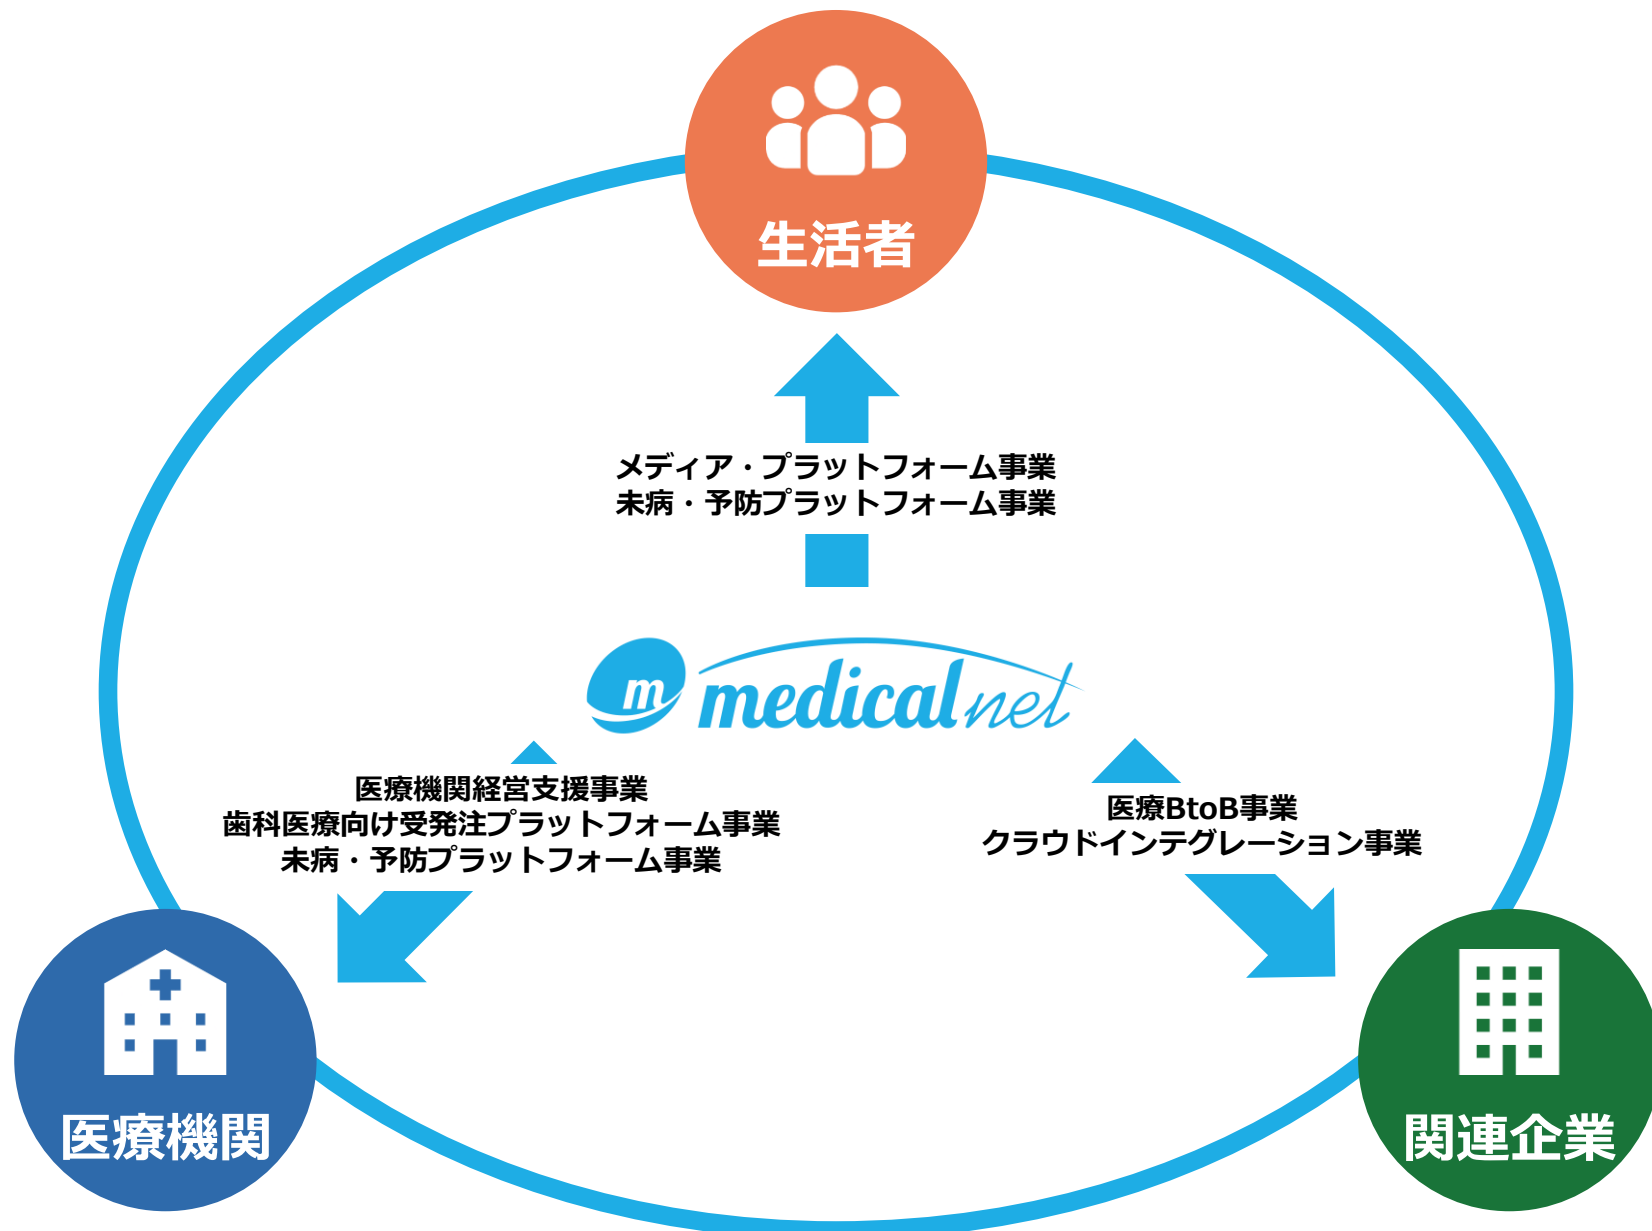 生活者
メディア・プラットフォーム事業
未病・予防プラットフォーム事業
m medical net
医療機関経営支援事業
歯科医療向け受発注プラットフォーム事業
未病・予防プラットフォーム事業
医療BtoB事業
クラウドインテグレーション事業
医療機関
関連企業